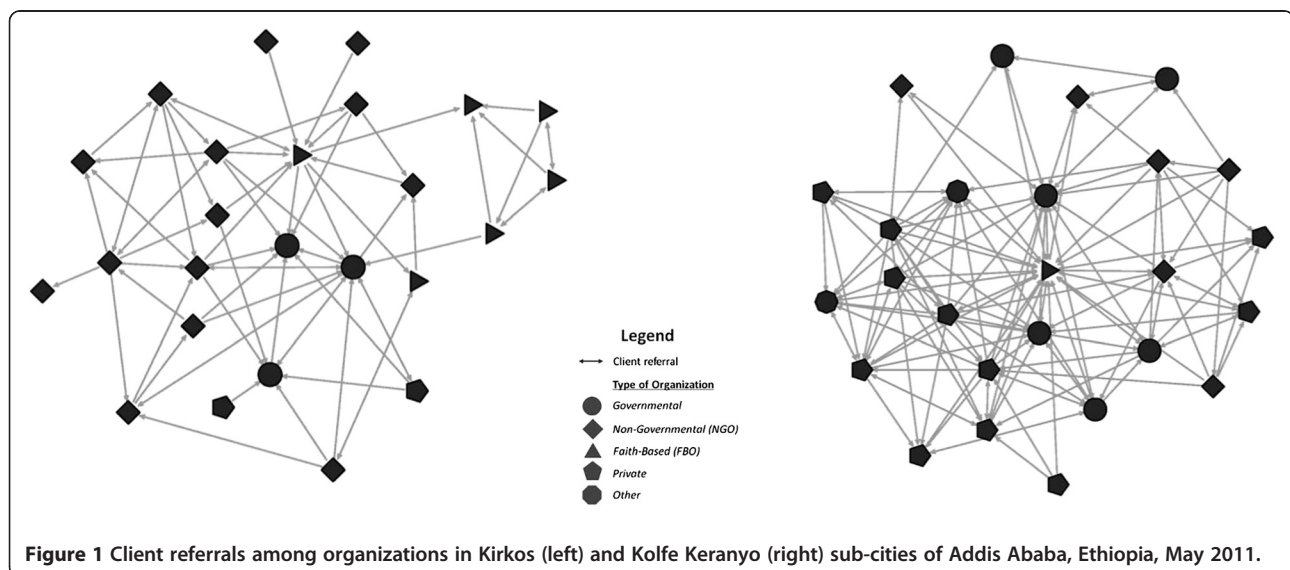 Legend
Client referral
Type of Organization
Governmental
Non-Governmental (NGO)
Faith-Based (FBO)
Private
Other
Figure 1 Client referrals among organizations in Kirkos (left) and Kolfe Keranyo (right) sub-cities of Addis Ababa, Ethiopia, May 2011.